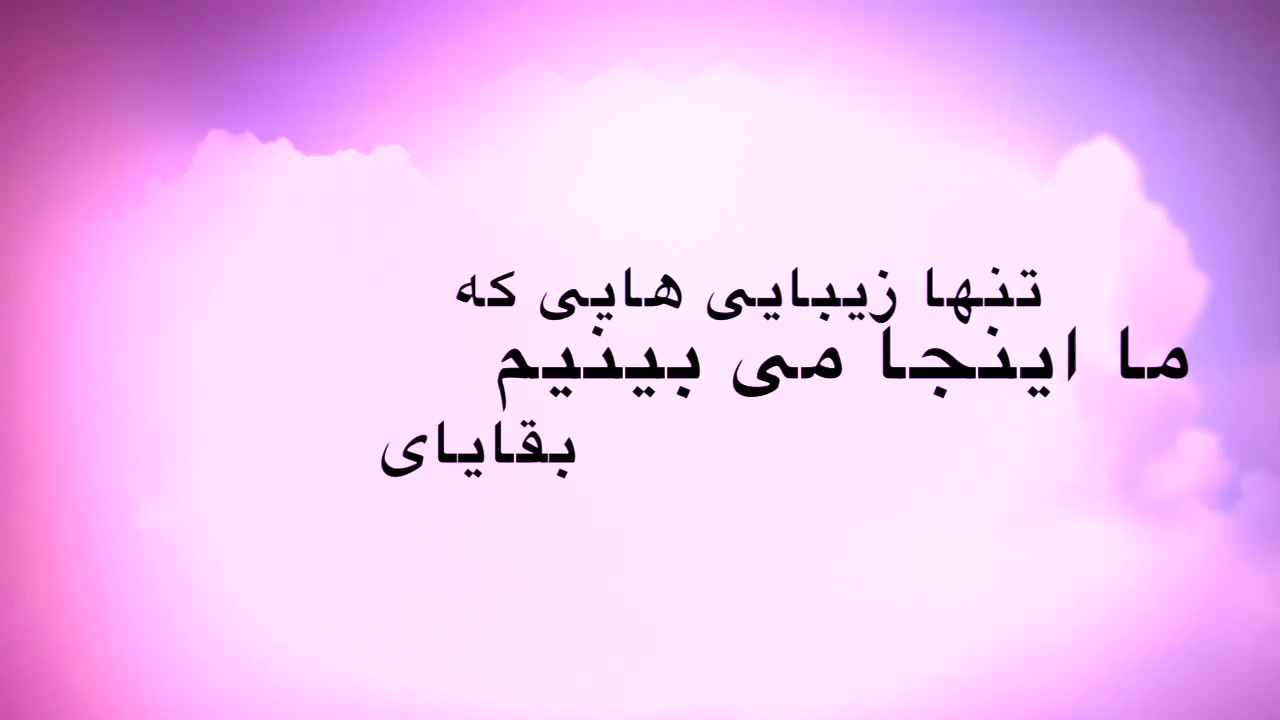 تنها زیبایی هایی که
ما اینجا می بینیم
بقایای